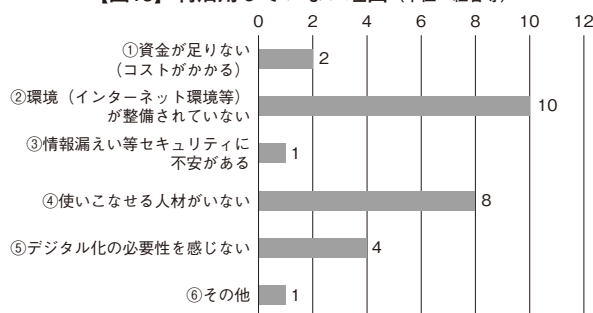 0 2 4 6 8 10 12
①資金が足りない
(コストがかかる)
2
②環境(インターネット環境等)
が整備されていない
10
③情報漏えい等セキュリティに
不安がある
1
④使いこなせる人材がいない
8
⑤デジタル化の必要性を感じない
4
⑥その他
1